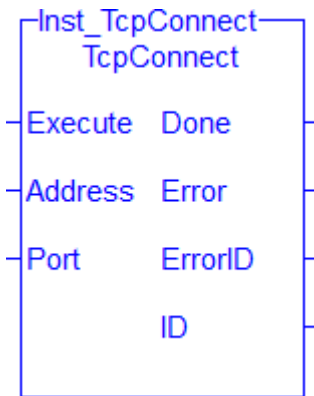 Inst_TcpConnect
TcpConnect
Execute Done
Address Error
Port ErrorID
ID